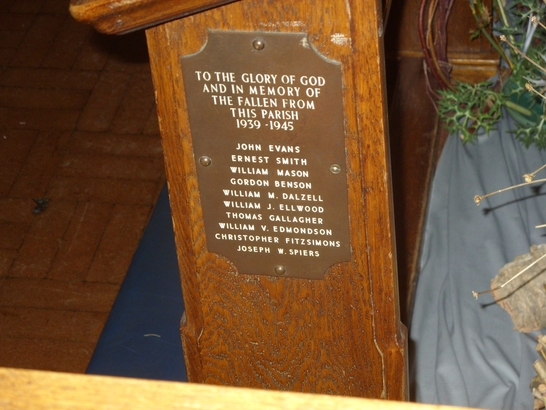 TO THE GLORY OF GOD
AND IN MEMORY OF
THE FALLEN FROM
THIS PARISH
1939-1945
JOHN EVANS
ERNEST SMITH
WILLIAM MASON
GORDON BENSON
WILLIAM M. DALZELL
WILLIAM J. ELLWOOD
THOMAS GALLAGHER
WILLIAM V. EDMONDSON
CHRISTOPHER FITZSIMONS
JOSEPH W. SPIERS